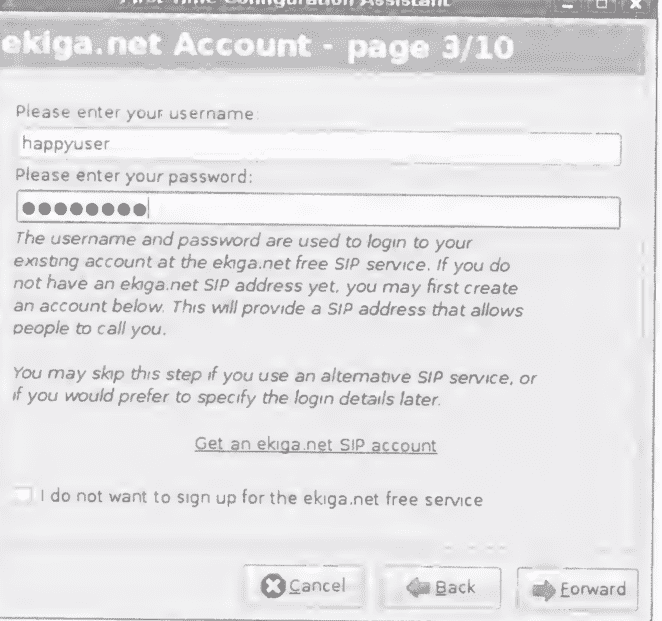 First Time Configuration Assistant
ekiga.net Account - page 3/10
Please enter your username:
happyuser
Please enter your password:
The username and password are used to login to your
existing account at the ekiga.net free SIP service. If you do
not have an ekiga.net SIP address yet, you may first create
an account below. This will provide a SIP address that allows
people to call you.
You may skip this step if you use an alternative SIP service, or
if you would prefer to specify the login details later.
Get an ekiga.net SIP account
I do not want to sign up for the ekiga.net free service
Cancel
Back
Forward